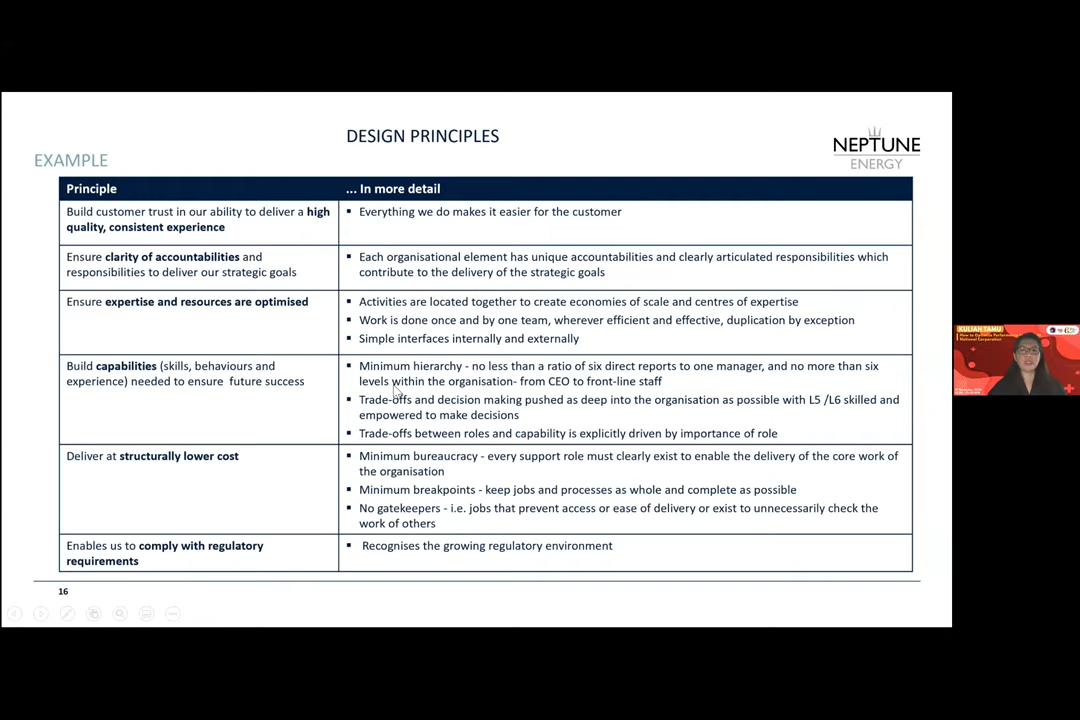 DESIGN PRINCIPLES
EXAMPLE
NEPTUNE
ENERGY
Principle
... In more detail
Build customer trust in our ability to deliver a high
quality, consistent experience
▪ Everything we do makes it easier for the customer
Ensure clarity of accountabilities and
responsibilities to deliver our strategic goals
▪ Each organisational element has unique accountabilities and clearly articulated responsibilities which
contribute to the delivery of the strategic goals
Ensure expertise and resources are optimised
▪ Activities are located together to create economies of scale and centres of expertise
▪ Work is done once and by one team, wherever efficient and effective, duplication by exception
▪ Simple interfaces internally and externally
Build capabilities (skills, behaviours and
experience) needed to ensure future success
▪ Minimum hierarchy - no less than a ratio of six direct reports to one manager, and no more than six
levels within the organisation- from CEO to front-line staff
▪ Trade-offs and decision making pushed as deep into the organisation as possible with L5 /L6 skilled and
empowered to make decisions
▪ Trade-offs between roles and capability is explicitly driven by importance of role
Deliver at structurally lower cost
▪ Minimum bureaucracy - every support role must clearly exist to enable the delivery of the core work of
the organisation
▪ Minimum breakpoints - keep jobs and processes as whole and complete as possible
▪ No gatekeepers - i.e. jobs that prevent access or ease of delivery or exist to unnecessarily check the
work of others
Enables us to comply with regulatory
requirements
▪ Recognises the growing regulatory environment
16
KULIAH TAMU